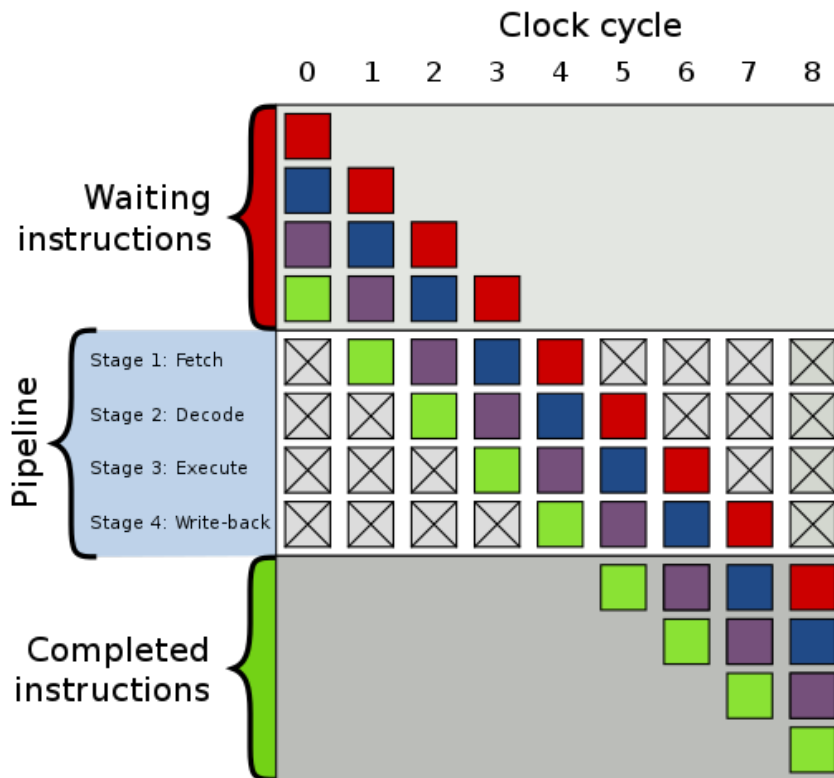 Clock cycle
0 1 2 3 4 5 6 7 8
Waiting
instructions
Pipeline
Stage 1: Fetch
Stage 2: Decode
Stage 3: Execute
Stage 4: Write-back
Completed
instructions